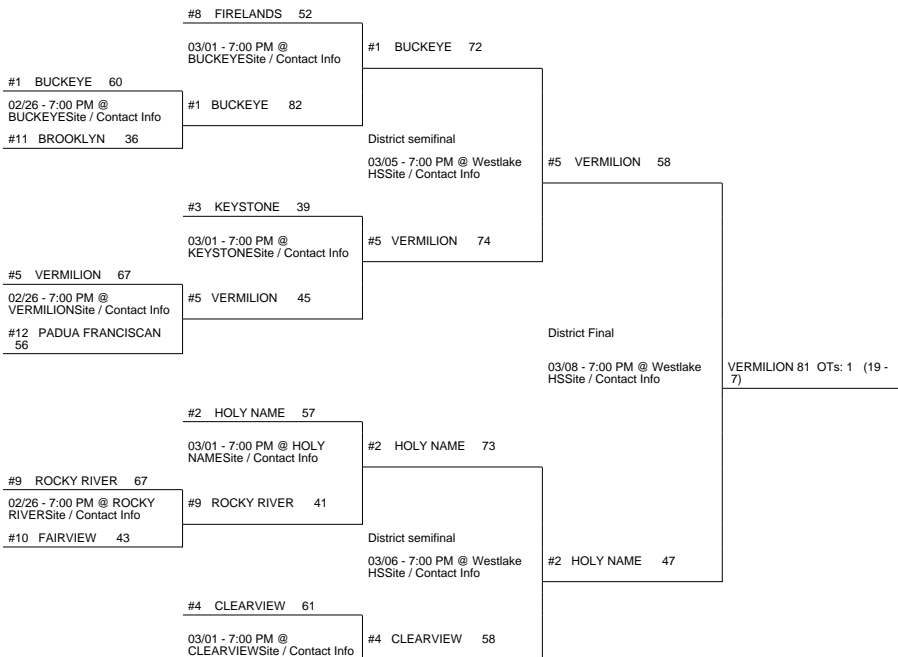 #8 FIRELANDS 52
03/01 - 7:00 PM @
BUCKEYESite / Contact Info
#1 BUCKEYE 72
#1 BUCKEYE 60
02/26 - 7:00 PM @
BUCKEYESite / Contact Info
#1 BUCKEYE 82
#11 BROOKLYN 36
District semifinal
03/05 - 7:00 PM @ Westlake
HSSite / Contact Info
#5 VERMILION 58
#3 KEYSTONE 39
03/01 - 7:00 PM @
KEYSTONESite / Contact Info
#5 VERMILION 74
#5 VERMILION 67
02/26 - 7:00 PM @
VERMILIONSite / Contact Info
#5 VERMILION 45
#12 PADUA FRANCISCAN
56
District Final
03/08 - 7:00 PM @ Westlake
HSSite / Contact Info
VERMILION 81 OTs: 1 (19 -
7)
#2 HOLY NAME 57
03/01 - 7:00 PM @ HOLY
NAMESite / Contact Info
#2 HOLY NAME 73
#9 ROCKY RIVER 67
02/26 - 7:00 PM @ ROCKY
RIVERSite / Contact Info
#9 ROCKY RIVER 41
#10 FAIRVIEW 43
District semifinal
03/06 - 7:00 PM @ Westlake
HSSite / Contact Info
#2 HOLY NAME 47
#4 CLEARVIEW 61
03/01 - 7:00 PM @
CLEARVIEWSite / Contact Info
#4 CLEARVIEW 58